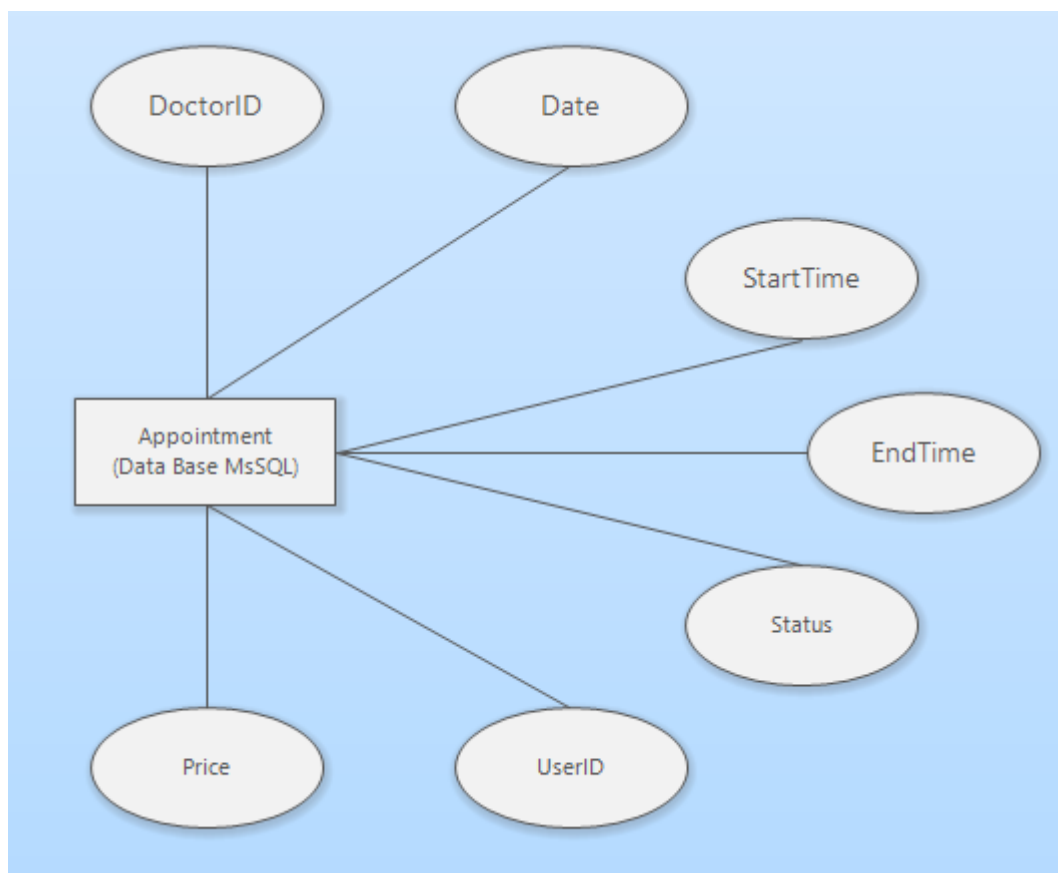 DoctorID
Date
StartTime
Appointment
(Data Base MsSQL)
EndTime
Status
Price
UserID